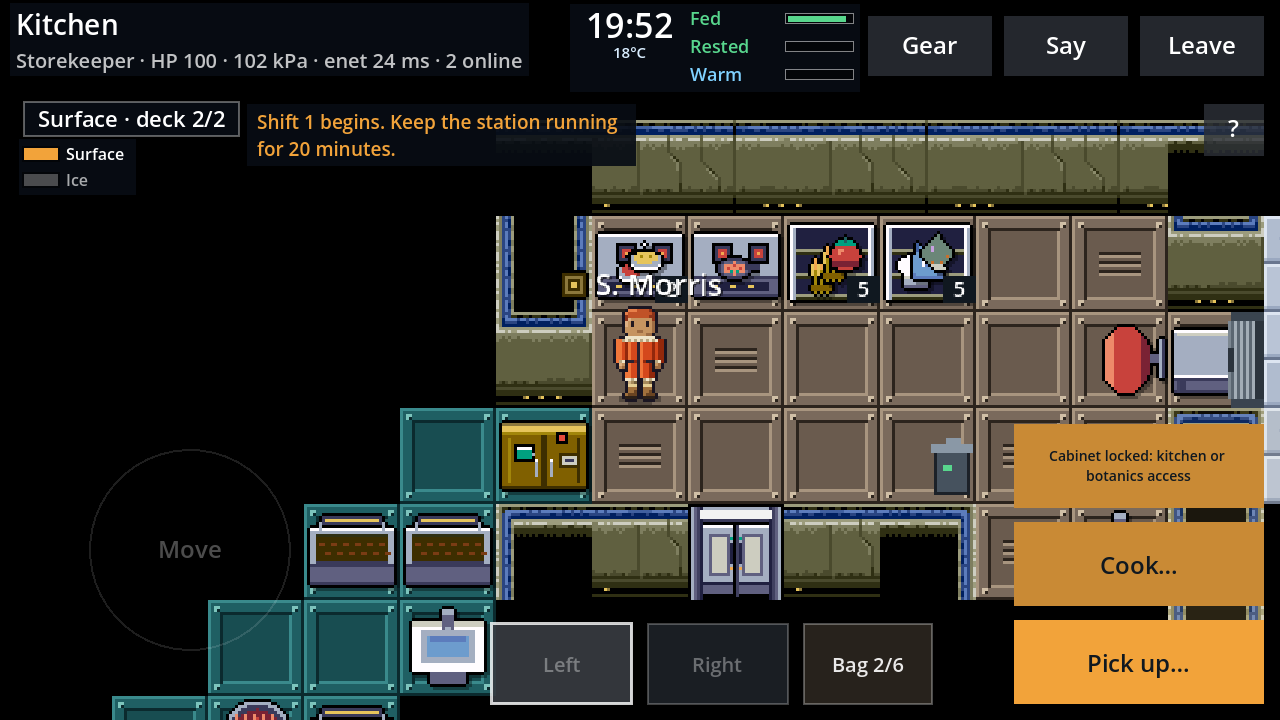 Kitchen
Storekeeper · HP 100 · 102 kPa · enet 24 ms · 2 online
19:52
18°C
Fed
Rested
Warm
Gear
Say
Leave
Surface · deck 2/2
Surface
Ice
Shift 1 begins. Keep the station running
for 20 minutes.
?
5
5
S. Morris
Cabinet locked: kitchen or
botanics access
Cook...
Pick up...
Move
Left
Right
Bag 2/6